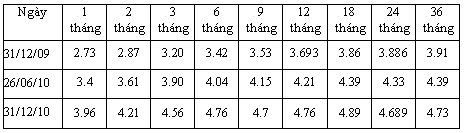 Ngày 1 tháng 2 tháng 3 tháng 6 tháng 9 tháng 12 tháng 18 tháng 24 tháng 36 tháng
31/12/09 2.73 2.87 3.20 3.42 3.53 3.693 3.86 3.886 3.91
26/06/10 3.4 3.61 3.90 4.04 4.15 4.21 4.39 4.33 4.39
31/12/10 3.96 4.21 4.56 4.76 4.7 4.76 4.89 4.689 4.73